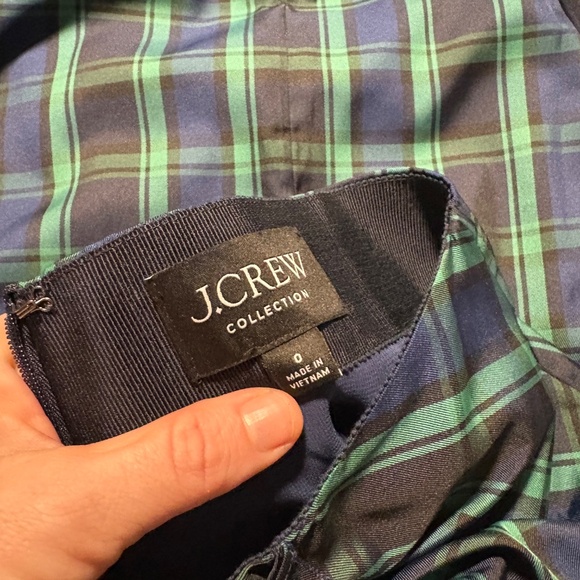 J.CREW
COLLECTION
0
MADE IN
VIETNAM